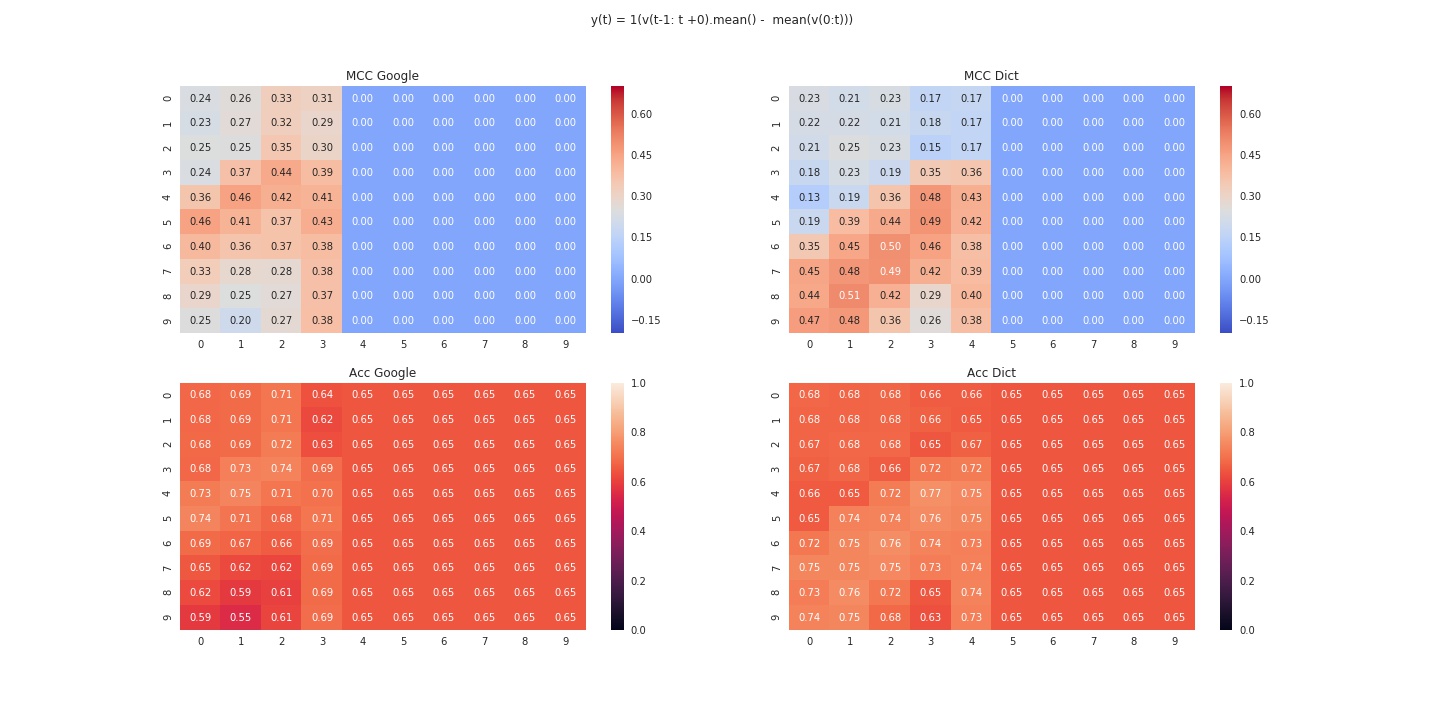 y(t) = 1(v(t-1: t +0).mean() -  mean(v(0:t)))
MCC Google
0 0.24 0.26 0.33 0.31 0.00 0.00 0.00 0.00 0.00 0.00
1 0.23 0.27 0.32 0.29 0.00 0.00 0.00 0.00 0.00 0.00
2 0.25 0.25 0.35 0.30 0.00 0.00 0.00 0.00 0.00 0.00
3 0.24 0.37 0.44 0.39 0.00 0.00 0.00 0.00 0.00 0.00
4 0.36 0.46 0.42 0.41 0.00 0.00 0.00 0.00 0.00 0.00
5 0.46 0.41 0.37 0.43 0.00 0.00 0.00 0.00 0.00 0.00
6 0.40 0.36 0.37 0.38 0.00 0.00 0.00 0.00 0.00 0.00
7 0.33 0.28 0.28 0.38 0.00 0.00 0.00 0.00 0.00 0.00
8 0.29 0.25 0.27 0.37 0.00 0.00 0.00 0.00 0.00 0.00
9 0.25 0.20 0.27 0.38 0.00 0.00 0.00 0.00 0.00 0.00
0 1 2 3 4 5 6 7 8 9
0.60
0.45
0.30
0.15
0.00
−0.15
MCC Dict
0 0.23 0.21 0.23 0.17 0.17 0.00 0.00 0.00 0.00 0.00
1 0.22 0.22 0.21 0.18 0.17 0.00 0.00 0.00 0.00 0.00
2 0.21 0.25 0.23 0.15 0.17 0.00 0.00 0.00 0.00 0.00
3 0.18 0.23 0.19 0.35 0.36 0.00 0.00 0.00 0.00 0.00
4 0.13 0.19 0.36 0.48 0.43 0.00 0.00 0.00 0.00 0.00
5 0.19 0.39 0.44 0.49 0.42 0.00 0.00 0.00 0.00 0.00
6 0.35 0.45 0.50 0.46 0.38 0.00 0.00 0.00 0.00 0.00
7 0.45 0.48 0.49 0.42 0.39 0.00 0.00 0.00 0.00 0.00
8 0.44 0.51 0.42 0.29 0.40 0.00 0.00 0.00 0.00 0.00
9 0.47 0.48 0.36 0.26 0.38 0.00 0.00 0.00 0.00 0.00
0 1 2 3 4 5 6 7 8 9
0.60
0.45
0.30
0.15
0.00
−0.15
Acc Google
0 0.68 0.69 0.71 0.64 0.65 0.65 0.65 0.65 0.65 0.65
1 0.68 0.69 0.71 0.62 0.65 0.65 0.65 0.65 0.65 0.65
2 0.68 0.69 0.72 0.63 0.65 0.65 0.65 0.65 0.65 0.65
3 0.68 0.73 0.74 0.69 0.65 0.65 0.65 0.65 0.65 0.65
4 0.73 0.75 0.71 0.70 0.65 0.65 0.65 0.65 0.65 0.65
5 0.74 0.71 0.68 0.71 0.65 0.65 0.65 0.65 0.65 0.65
6 0.69 0.67 0.66 0.69 0.65 0.65 0.65 0.65 0.65 0.65
7 0.65 0.62 0.62 0.69 0.65 0.65 0.65 0.65 0.65 0.65
8 0.62 0.59 0.61 0.69 0.65 0.65 0.65 0.65 0.65 0.65
9 0.59 0.55 0.61 0.69 0.65 0.65 0.65 0.65 0.65 0.65
0 1 2 3 4 5 6 7 8 9
1.0
0.8
0.6
0.4
0.2
0.0
Acc Dict
0 0.68 0.68 0.68 0.66 0.66 0.65 0.65 0.65 0.65 0.65
1 0.68 0.68 0.68 0.66 0.65 0.65 0.65 0.65 0.65 0.65
2 0.67 0.68 0.68 0.65 0.67 0.65 0.65 0.65 0.65 0.65
3 0.67 0.68 0.66 0.72 0.72 0.65 0.65 0.65 0.65 0.65
4 0.66 0.65 0.72 0.77 0.75 0.65 0.65 0.65 0.65 0.65
5 0.65 0.74 0.74 0.76 0.75 0.65 0.65 0.65 0.65 0.65
6 0.72 0.75 0.76 0.74 0.73 0.65 0.65 0.65 0.65 0.65
7 0.75 0.75 0.75 0.73 0.74 0.65 0.65 0.65 0.65 0.65
8 0.73 0.76 0.72 0.65 0.74 0.65 0.65 0.65 0.65 0.65
9 0.74 0.75 0.68 0.63 0.73 0.65 0.65 0.65 0.65 0.65
0 1 2 3 4 5 6 7 8 9
1.0
0.8
0.6
0.4
0.2
0.0